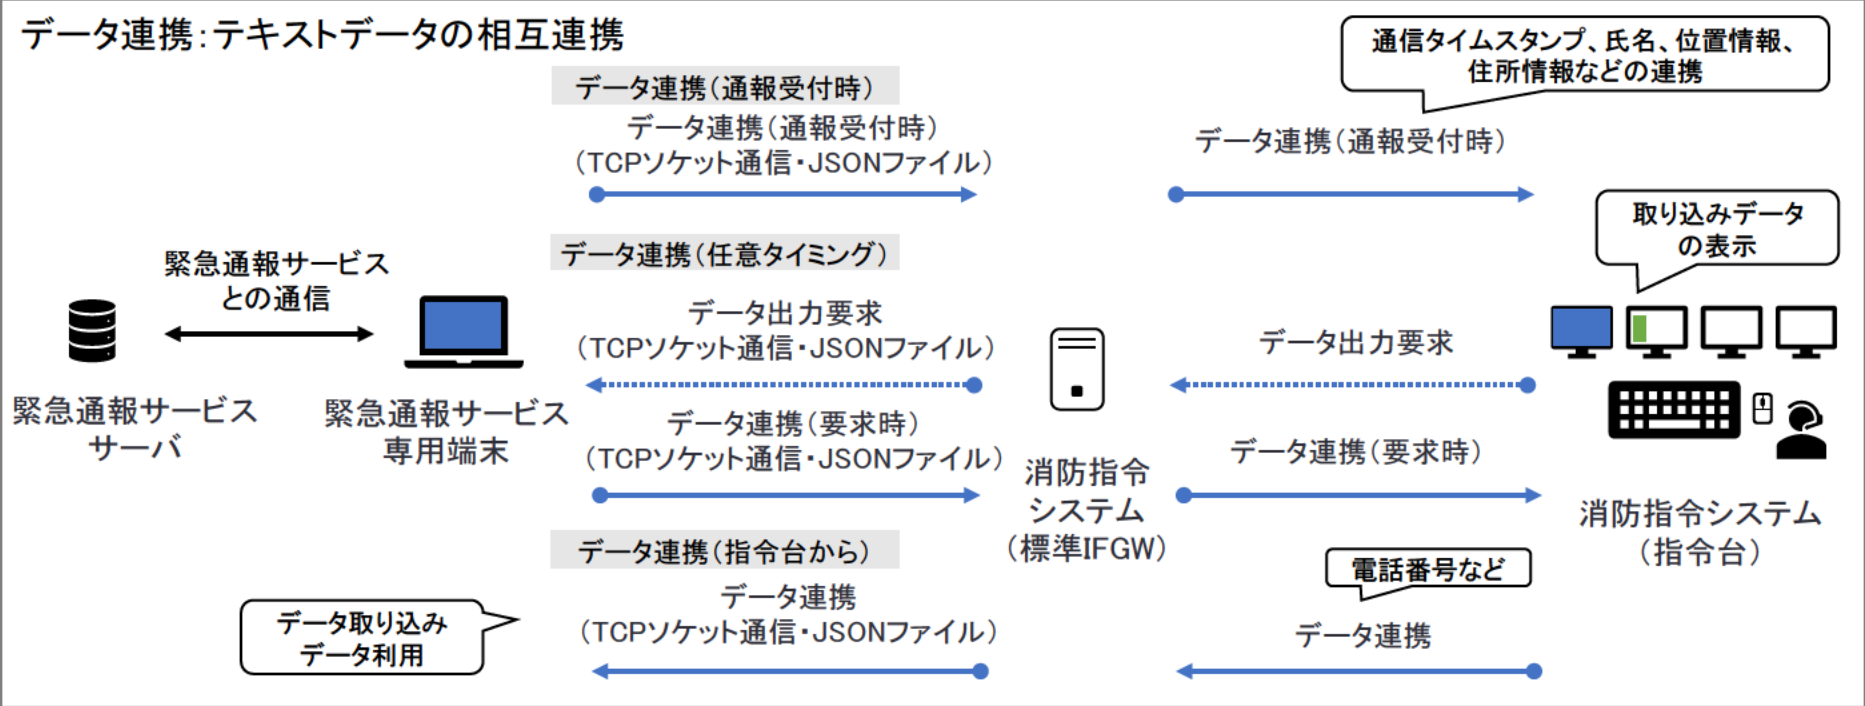 データ連携：テキストデータの相互連携
通信タイムスタンプ、氏名、位置情報、
住所情報などの連携
データ連携（通報受付時）
データ連携（通報受付時）
（TCPソケット通信・JSONファイル）
データ連携（通報受付時）
取り込みデータ
の表示
データ連携（任意タイミング）
緊急通報サービス
との通信
データ出力要求
（TCPソケット通信・JSONファイル）
データ出力要求
緊急通報サービス
サーバ
緊急通報サービス
専用端末
データ連携（要求時）
（TCPソケット通信・JSONファイル）
データ連携（要求時）
消防指令
システム
（標準IFGW）
消防指令システム
（指令台）
データ連携（指令台から）
電話番号など
データ連携
（TCPソケット通信・JSONファイル）
データ連携
データ取り込み
データ利用